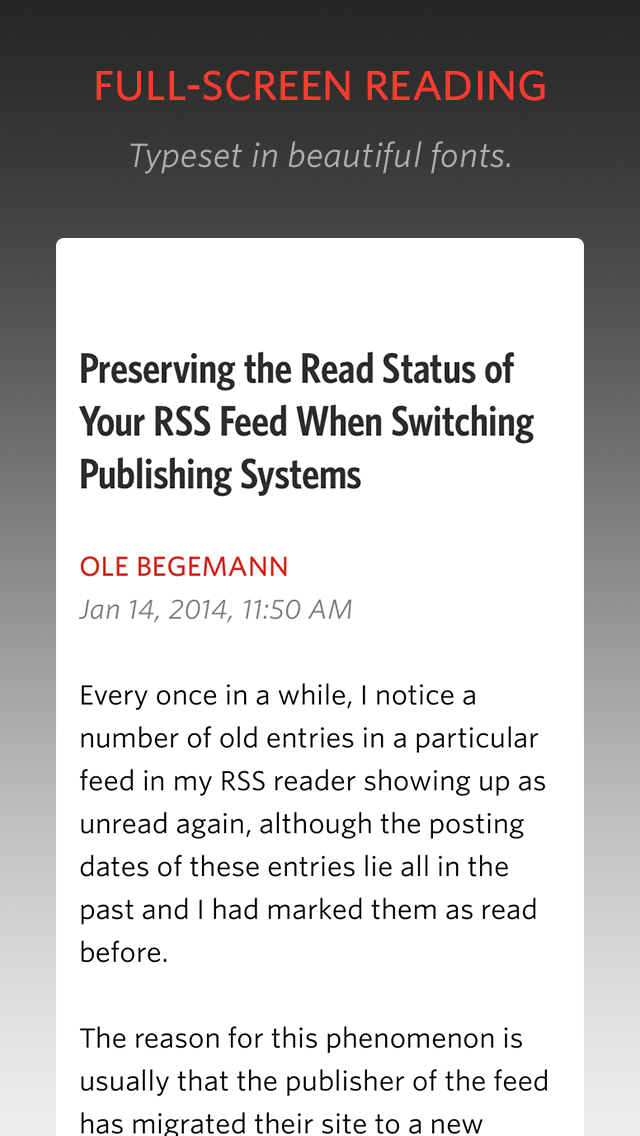 FULL-SCREEN READING
Typeset in beautiful fonts.
Preserving the Read Status of
Your RSS Feed When Switching
Publishing Systems
OLE BEGEMANN
Jan 14, 2014, 11:50 AM
Every once in a while, I notice a
number of old entries in a particular
feed in my RSS reader showing up as
unread again, although the posting
dates of these entries lie all in the
past and I had marked them as read
before.
The reason for this phenomenon is
usually that the publisher of the feed
has migrated their site to a new